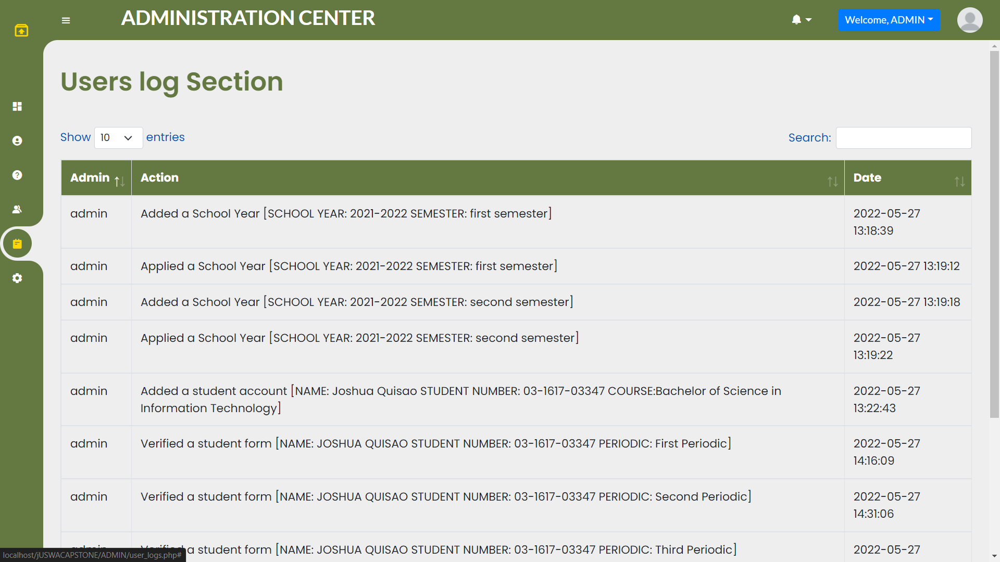 ADMINISTRATION CENTER
Welcome, ADMIN
Users log Section
Show 10 entries
Search:
Admin Action Date
admin Added a School Year [SCHOOL YEAR: 2021-2022 SEMESTER: first semester] 2022-05-27
13:18:39
admin Applied a School Year [SCHOOL YEAR: 2021-2022 SEMESTER: first semester] 2022-05-27 13:19:12
admin Added a School Year [SCHOOL YEAR: 2021-2022 SEMESTER: second semester] 2022-05-27 13:19:18
admin Applied a School Year [SCHOOL YEAR: 2021-2022 SEMESTER: second semester] 2022-05-27
13:19:22
admin Added a student account [NAME: Joshua Quisao STUDENT NUMBER: 03-1617-03347 COURSE:Bachelor of Science in 2022-05-27
Information Technology] 13:22:43
admin Verified a student form [NAME: JOSHUA QUISAO STUDENT NUMBER: 03-1617-03347 PERIODIC: First Periodic] 2022-05-27
14:16:09
admin Verified a student form [NAME: JOSHUA QUISAO STUDENT NUMBER: 03-1617-03347 PERIODIC: Second Periodic] 2022-05-27
14:31:06
admin Verified a student form [NAME: JOSHUA QUISAO STUDENT NUMBER: 03-1617-03347 PERIODIC: Third Periodic] 2022-05-27
localhost/jUSWACAPSTONE/ADMIN/user_logs.php#